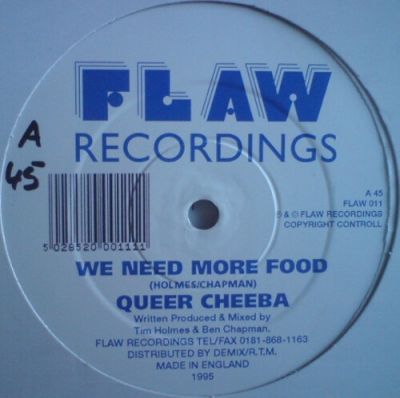 FLAW
RECORDINGS
A
45
A 45
FLAW 011
℗ & © FLAW RECORDINGS
COPYRIGHT CONTROLL
5 028520 001111
WE NEED MORE FOOD
(HOLMES/CHAPMAN)
QUEER CHEEBA
Written Produced & Mixed by
Tim Holmes & Ben Chapman.
FLAW RECORDINGS TEL/FAX 0181-868-1163
DISTRIBUTED BY DEMIX/R.T.M.
MADE IN ENGLAND
1995